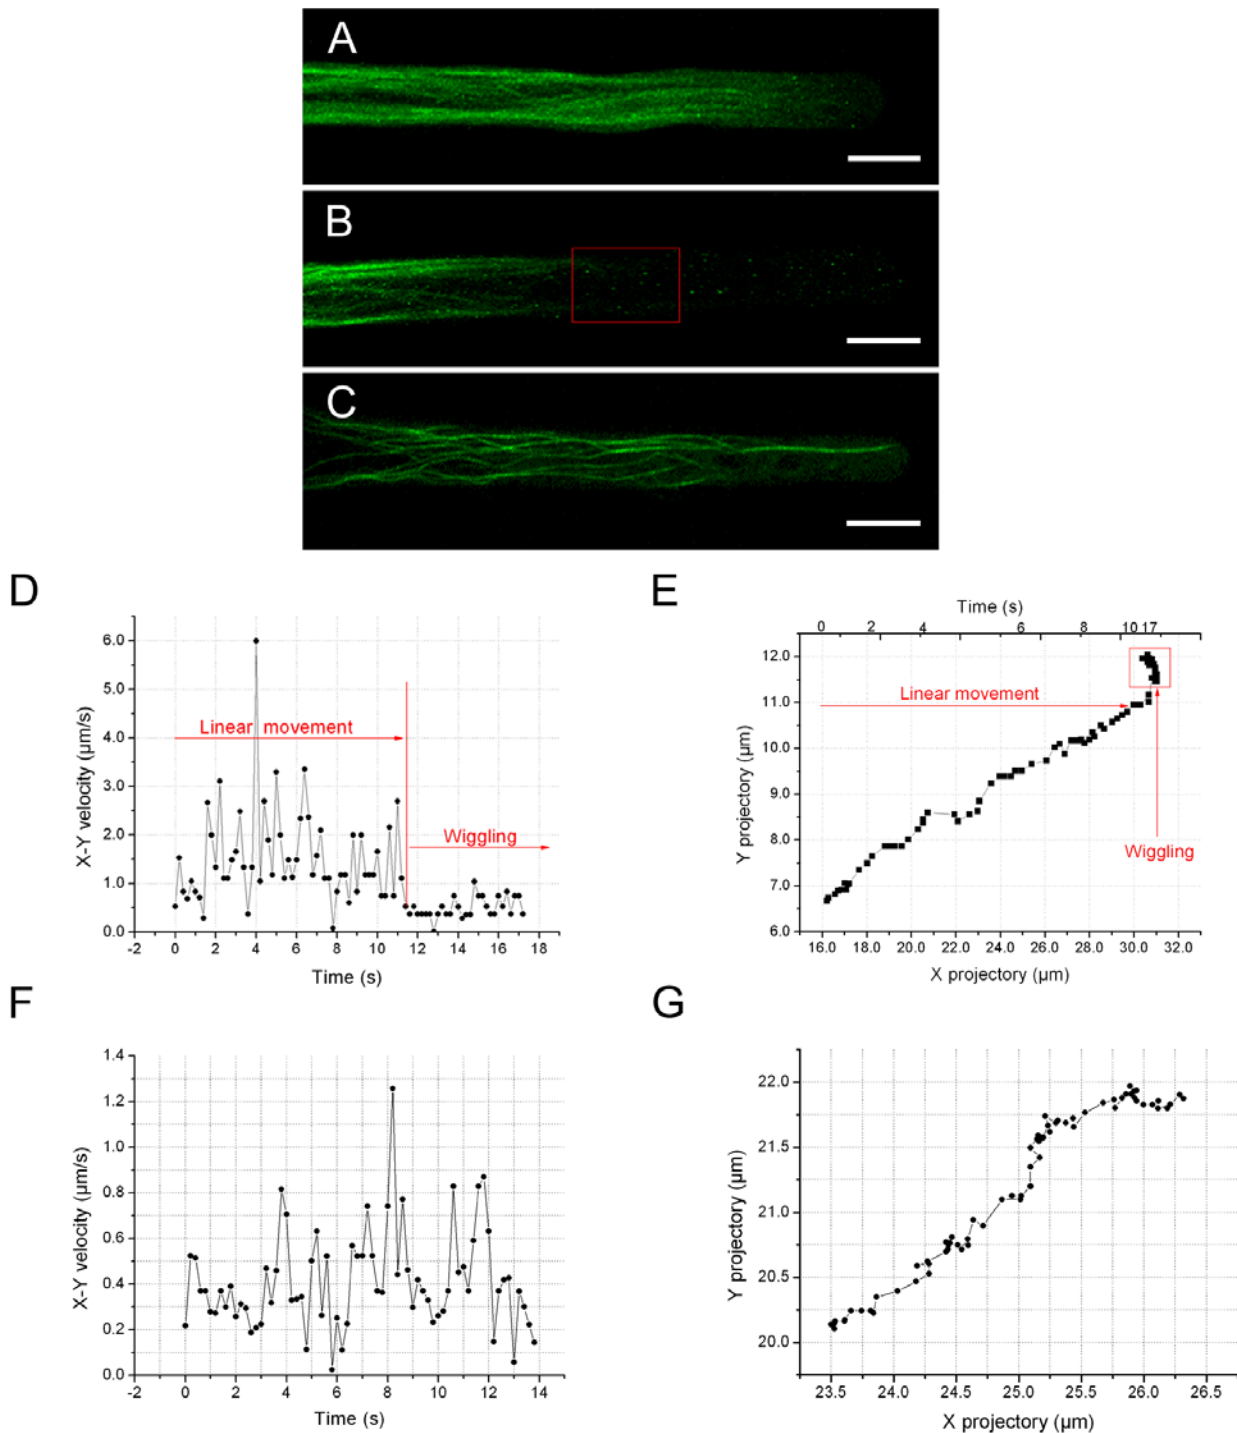 A
B
C
D
6.0
5.0
4.0
3.0
2.0
1.0
0.0
X-Y velocity (µm/s)
Linear movement
Wiggling
-2 0 2 4 6 8 10 12 14 16 18
Time (s)
E
Time (s)
0 2 4 6 8 10 17
12.0
11.0
10.0
9.0
8.0
7.0
6.0
Y projectory (µm)
Linear movement
Wiggling
16.0 18.0 20.0 22.0 24.0 26.0 28.0 30.0 32.0
X projectory (µm)
F
1.4
1.2
1.0
0.8
0.6
0.4
0.2
0.0
X-Y velocity (µm/s)
-2 0 2 4 6 8 10 12 14
Time (s)
G
22.0
21.5
21.0
20.5
20.0
Y projectory (µm)
23.5 24.0 24.5 25.0 25.5 26.0 26.5
X projectory (µm)